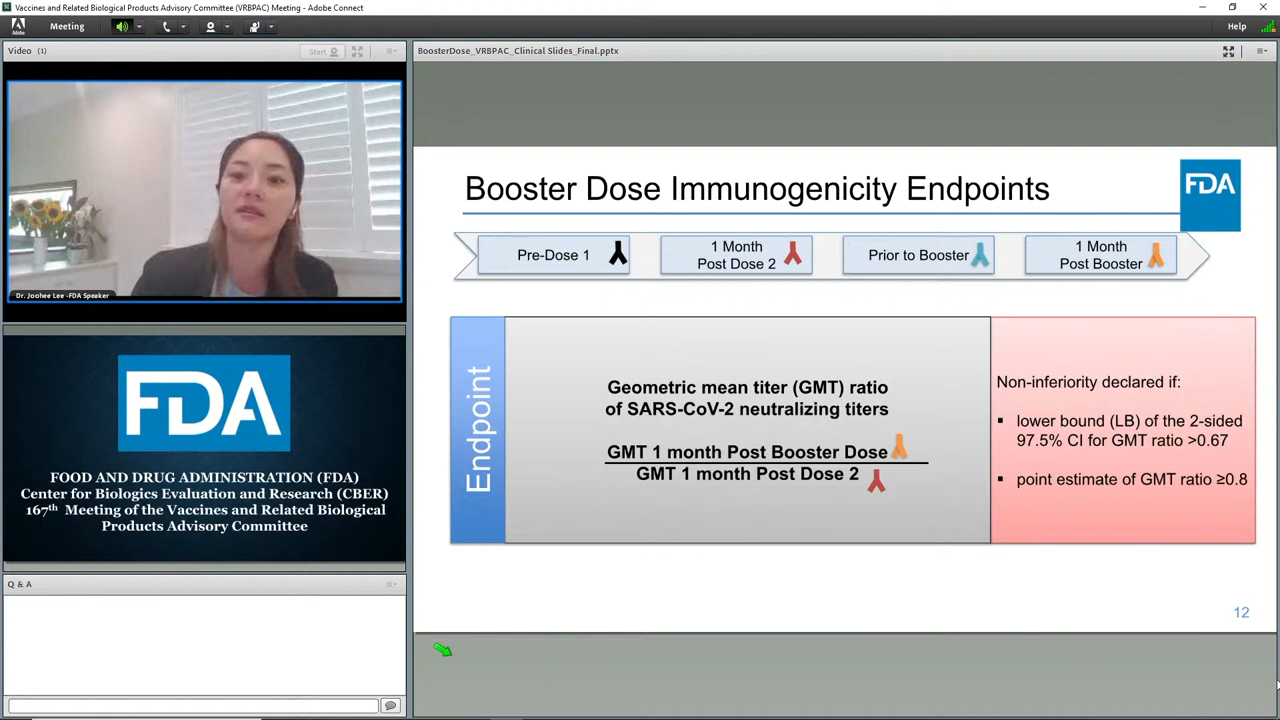 Vaccines and Related Biological Products Advisory Committee (VRBPAC) Meeting - Adobe Connect
Adobe
Meeting
Help
Video (1)
Start
BoosterDose_VRBPAC_Clinical Slides_Final.pptx
Dr. Joohee Lee -FDA Speaker
FDA
FOOD AND DRUG ADMINISTRATION (FDA)
Center for Biologics Evaluation and Research (CBER)
167th Meeting of the Vaccines and Related Biological
Products Advisory Committee
Q & A
Booster Dose Immunogenicity Endpoints
FDA
Pre-Dose 1
1 Month
Post Dose 2
Prior to Booster
1 Month
Post Booster
Endpoint
Geometric mean titer (GMT) ratio
of SARS-CoV-2 neutralizing titers
GMT 1 month Post Booster Dose
GMT 1 month Post Dose 2
Non-inferiority declared if:
▪ lower bound (LB) of the 2-sided
97.5% CI for GMT ratio >0.67
▪ point estimate of GMT ratio ≥0.8
12